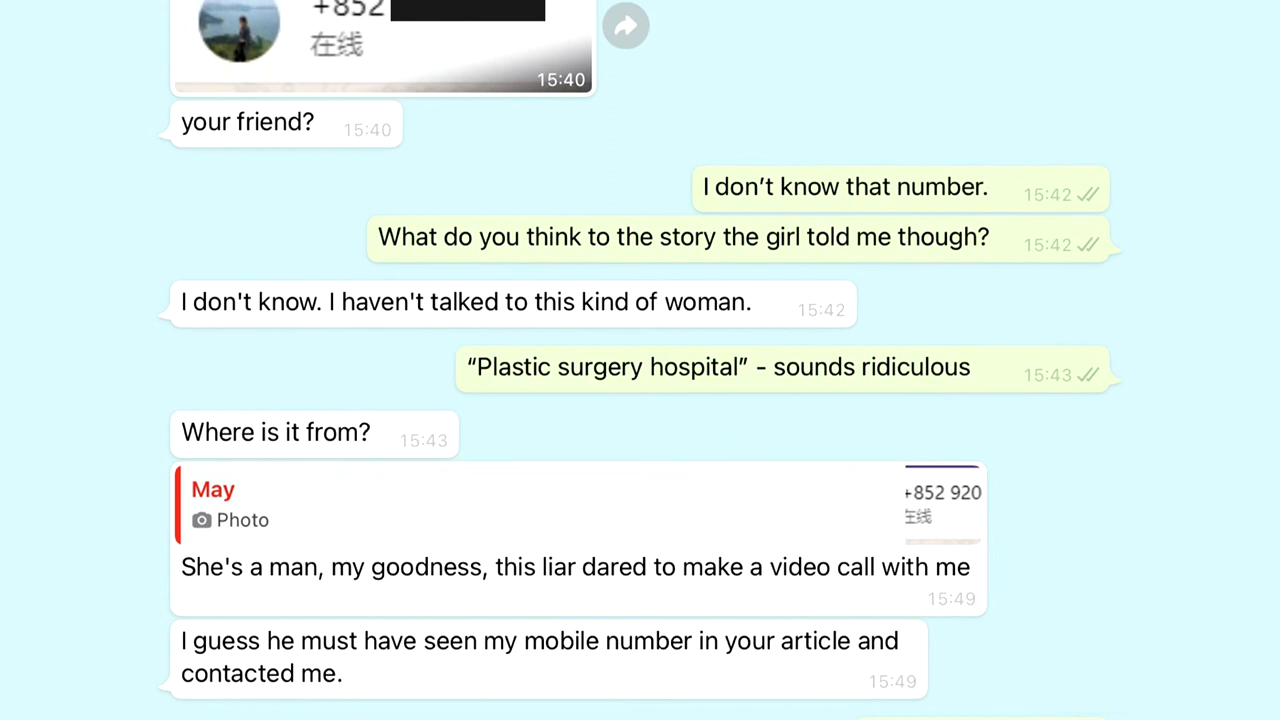 +852
在线
15:40
your friend? 15:40
I don’t know that number. 15:42
What do you think to the story the girl told me though? 15:42
I don't know. I haven't talked to this kind of woman. 15:42
“Plastic surgery hospital” - sounds ridiculous 15:43
Where is it from? 15:43
May
Photo
+852 920
在线
She's a man, my goodness, this liar dared to make a video call with me
15:49
I guess he must have seen my mobile number in your article and
contacted me. 15:49